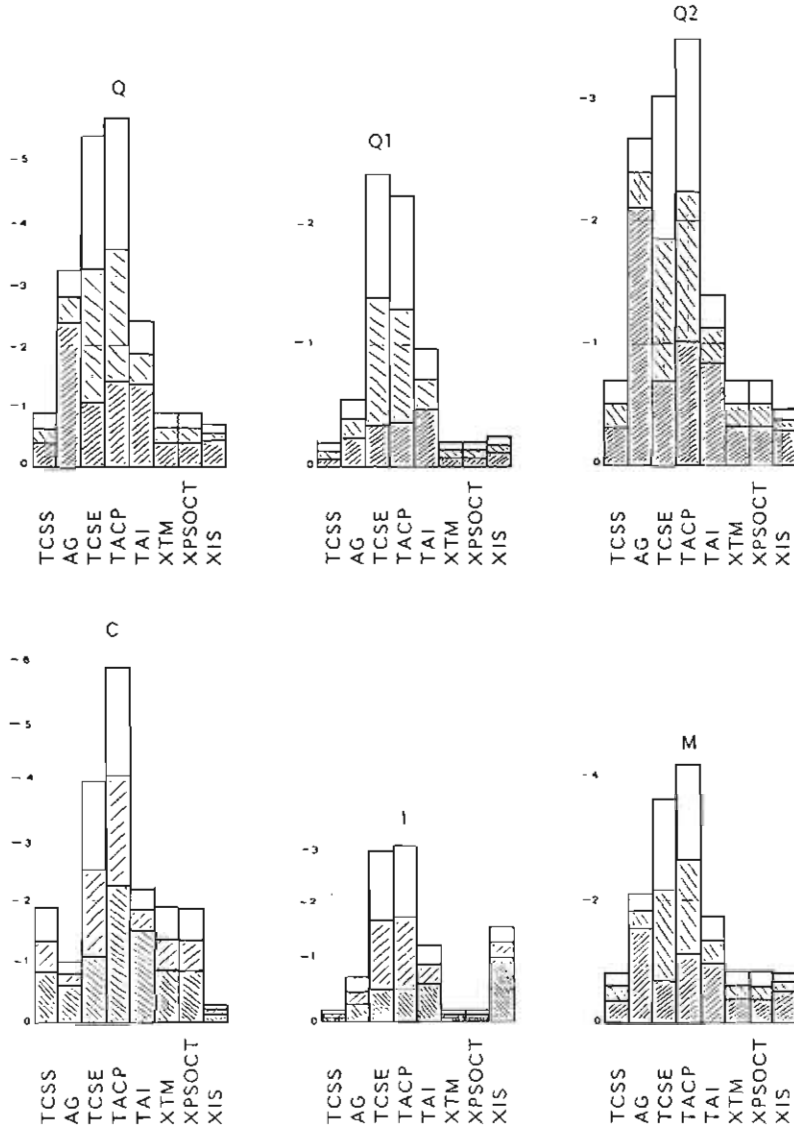 Q
-5
-4
-3
-2
-1
0
TCSS
AG
TCSE
TACP
TAI
XTM
XPSOCT
XIS
Q1
-2
-1
0
TCSS
AG
TCSE
TACP
TAI
XTM
XPSOCT
XIS
Q2
-3
-2
-1
0
TCSS
AG
TCSE
TACP
TAI
XTM
XPSOCT
XIS
C
-6
-5
-4
-3
-2
-1
0
TCSS
AG
TCSE
TACP
TAI
XTM
XPSOCT
XIS
I
-3
-2
-1
0
TCSS
AG
TCSE
TACP
TAI
XTM
XPSOCT
XIS
M
-4
-2
0
TCSS
AG
TCSE
TACP
TAI
XTM
XPSOCT
XIS